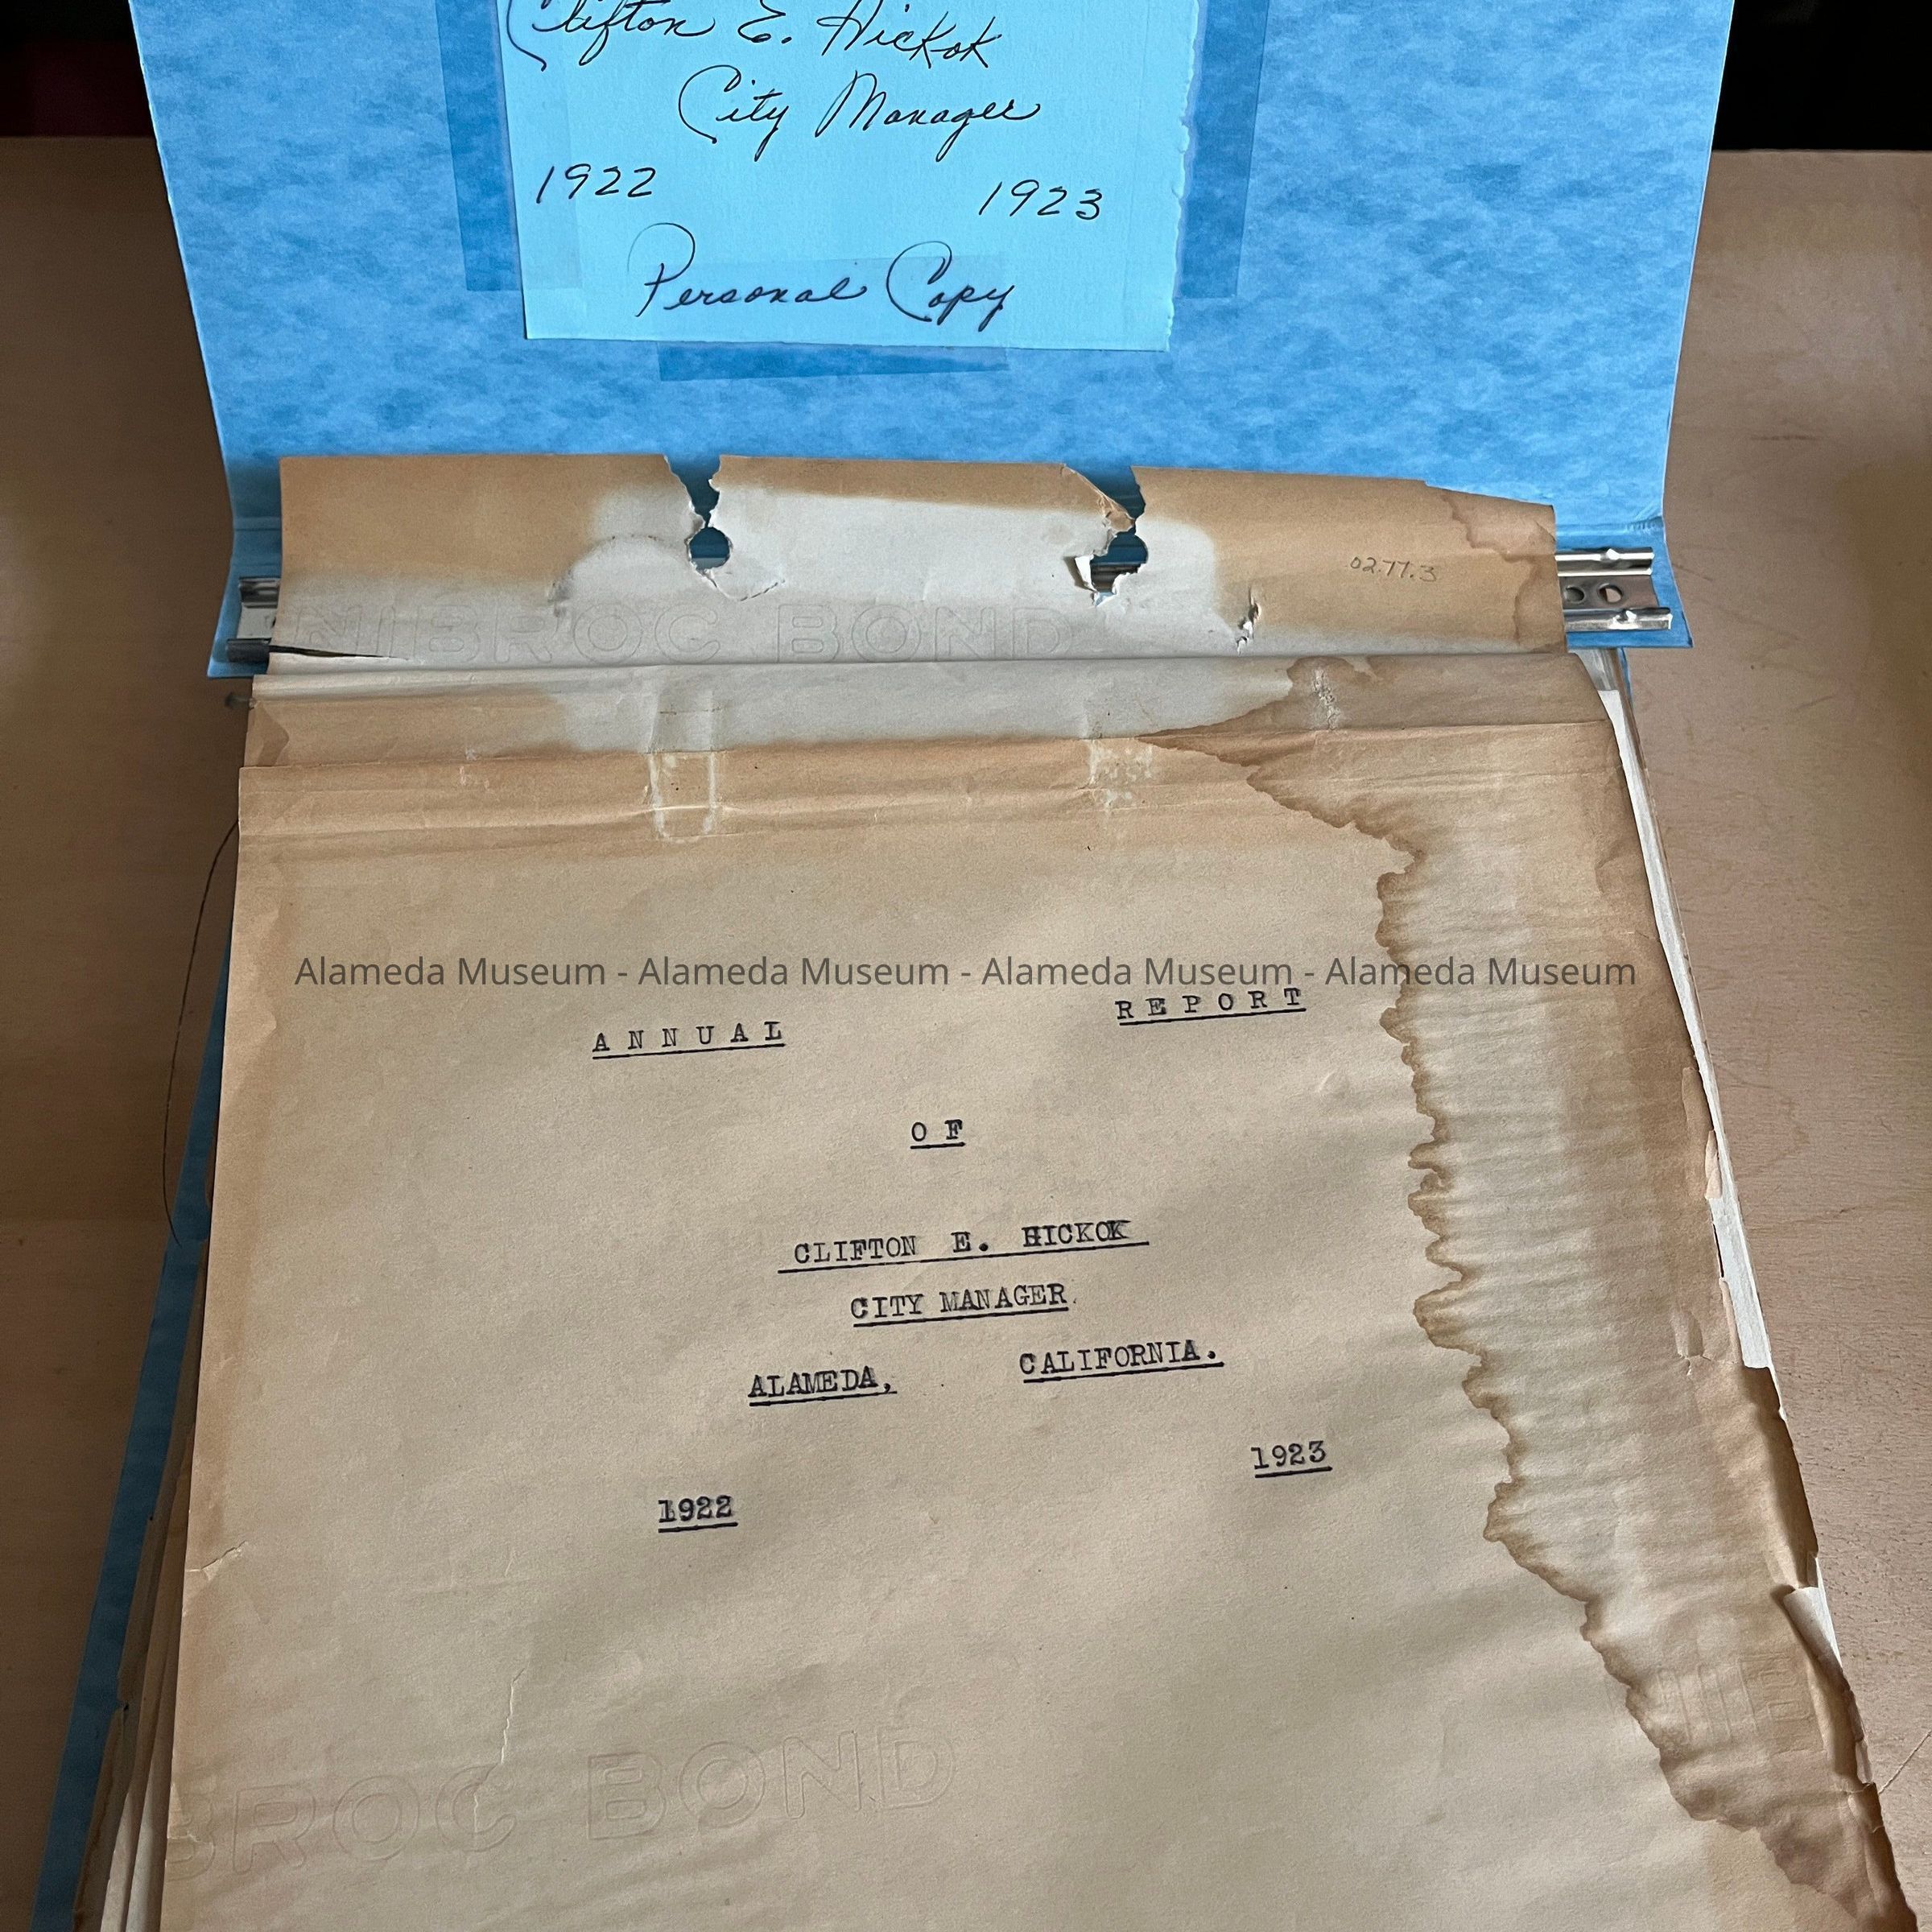 Clifton E. Hickok
City Manager
1922 1923
Personal Copy
02.77.3
NIBROC BOND
Alameda Museum - Alameda Museum - Alameda Museum - Alameda Museum
ANNUAL REPORT
OF
CLIFTON E. HICKOK
CITY MANAGER.
ALAMEDA, CALIFORNIA.
1922 1923
BROC BOND